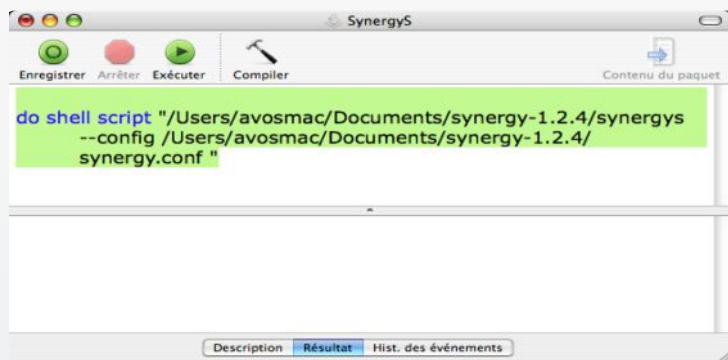 SynergyS
Enregistrer Arrêter Exécuter Compiler Contenu du paquet
do shell script "/Users/avosmac/Documents/synergy-1.2.4/synergys
--config /Users/avosmac/Documents/synergy-1.2.4/
synergy.conf "
Description Résultat Hist. des événements